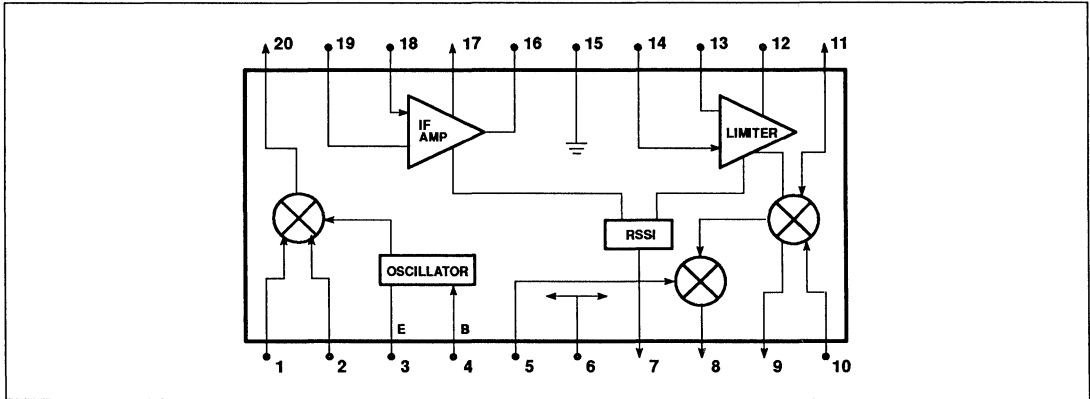 20 19 18 17 16 15 14 13 12 11
IF
AMP
LIMITER
RSSI
OSCILLATOR
E B
1 2 3 4 5 6 7 8 9 10